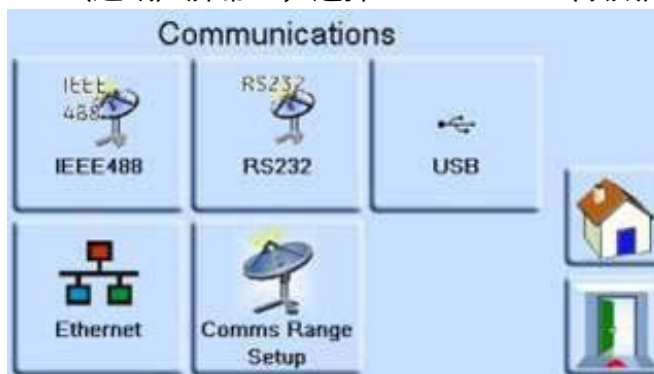 Communications
IEEE 488
RS232
IEEE488
RS232
USB
Ethernet
Comms Range
Setup